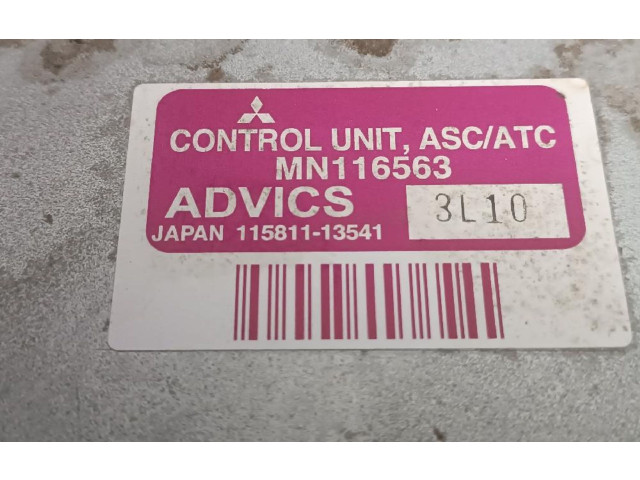 CONTROL UNIT, ASC/ATC
MN116563
ADVICS 3L10
JAPAN 115811-13541